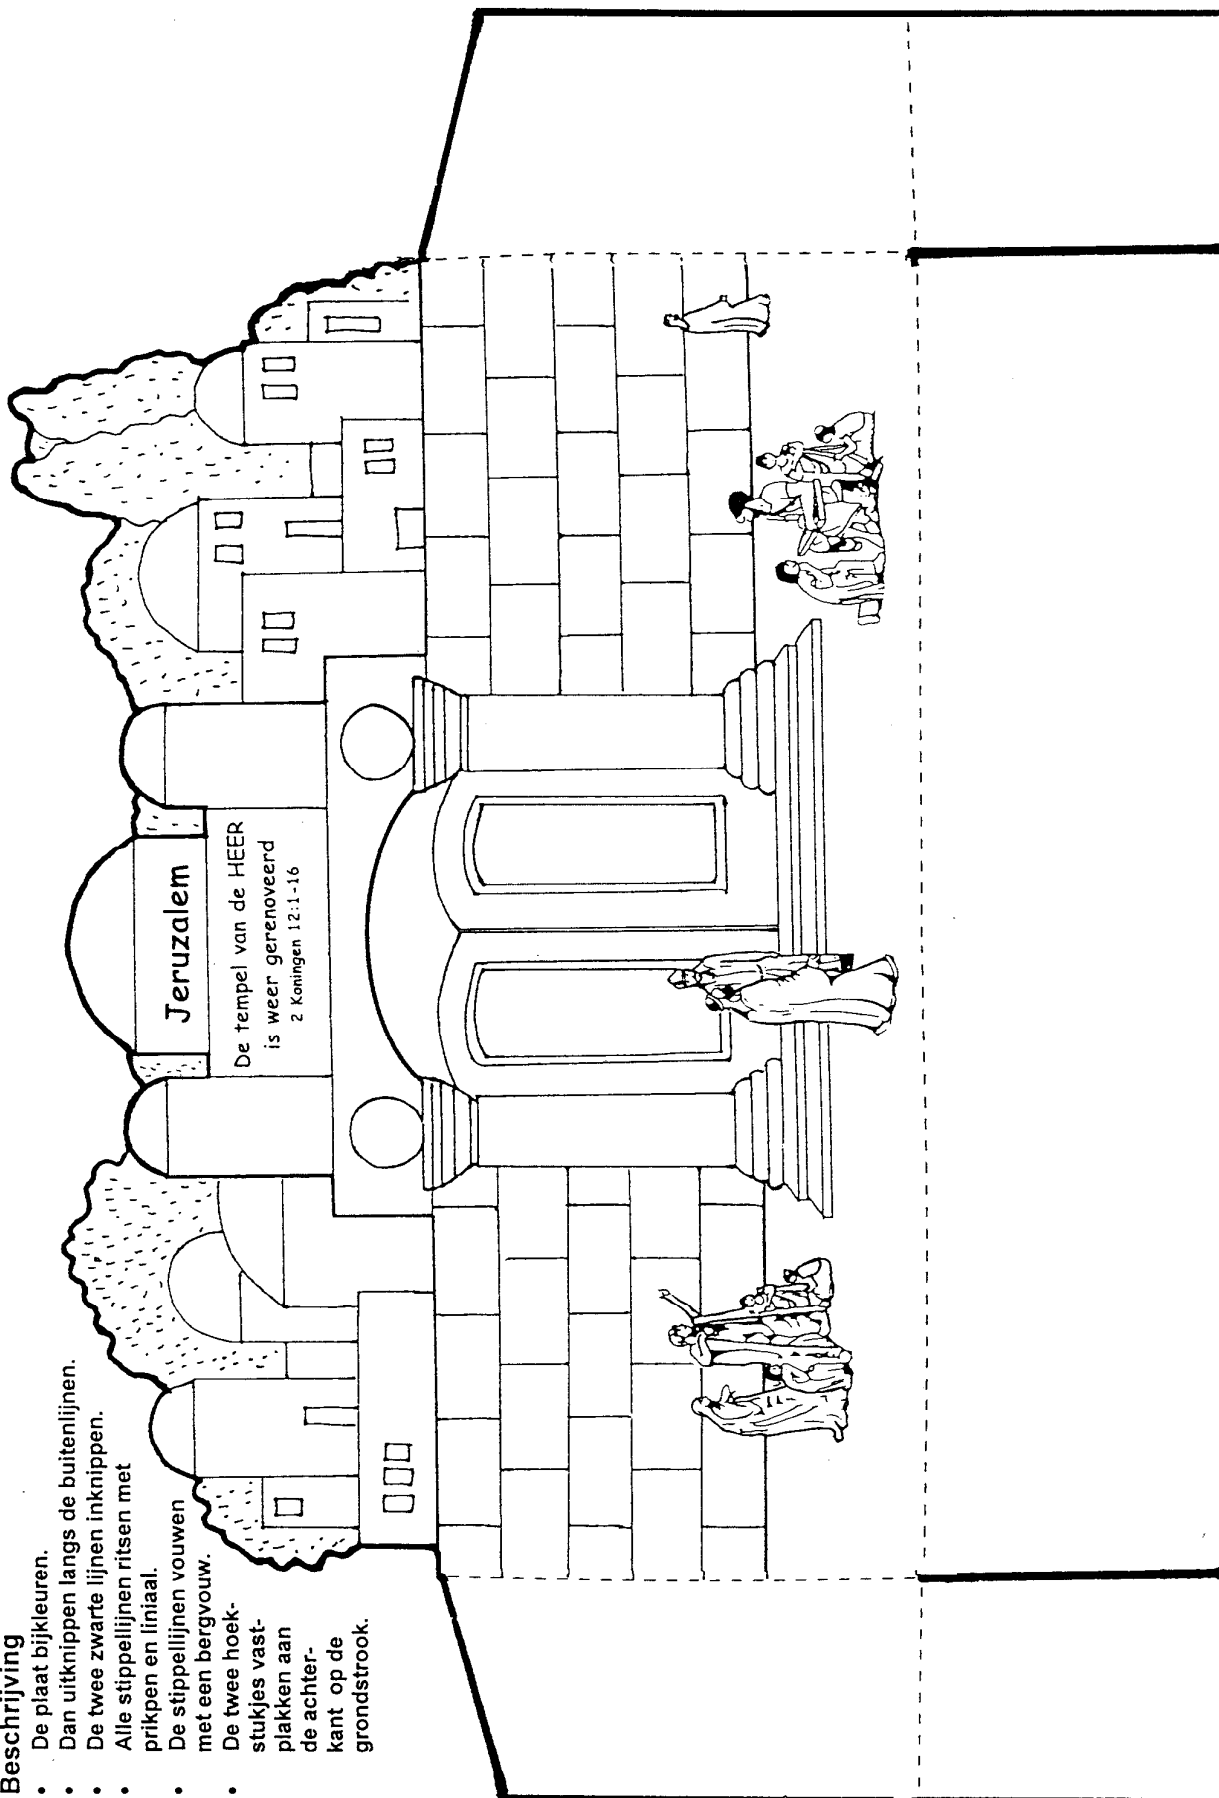 Beschrijving
• De plaat bijkleuren.
• Dan uitknippen langs de buitenlijnen.
• De twee zwarte lijnen inknippen.
• Alle stippellijnen ritsen met
prikpen en liniaal.
• De stippellijnen vouwen
met een bergvouw.
• De twee hoek-
stukjes vast-
plakken aan
de achter-
kant op de
grondstrook.
Jeruzalem
De tempel van de HEER
is weer gerenoveerd
2 Koningen 12:1-16